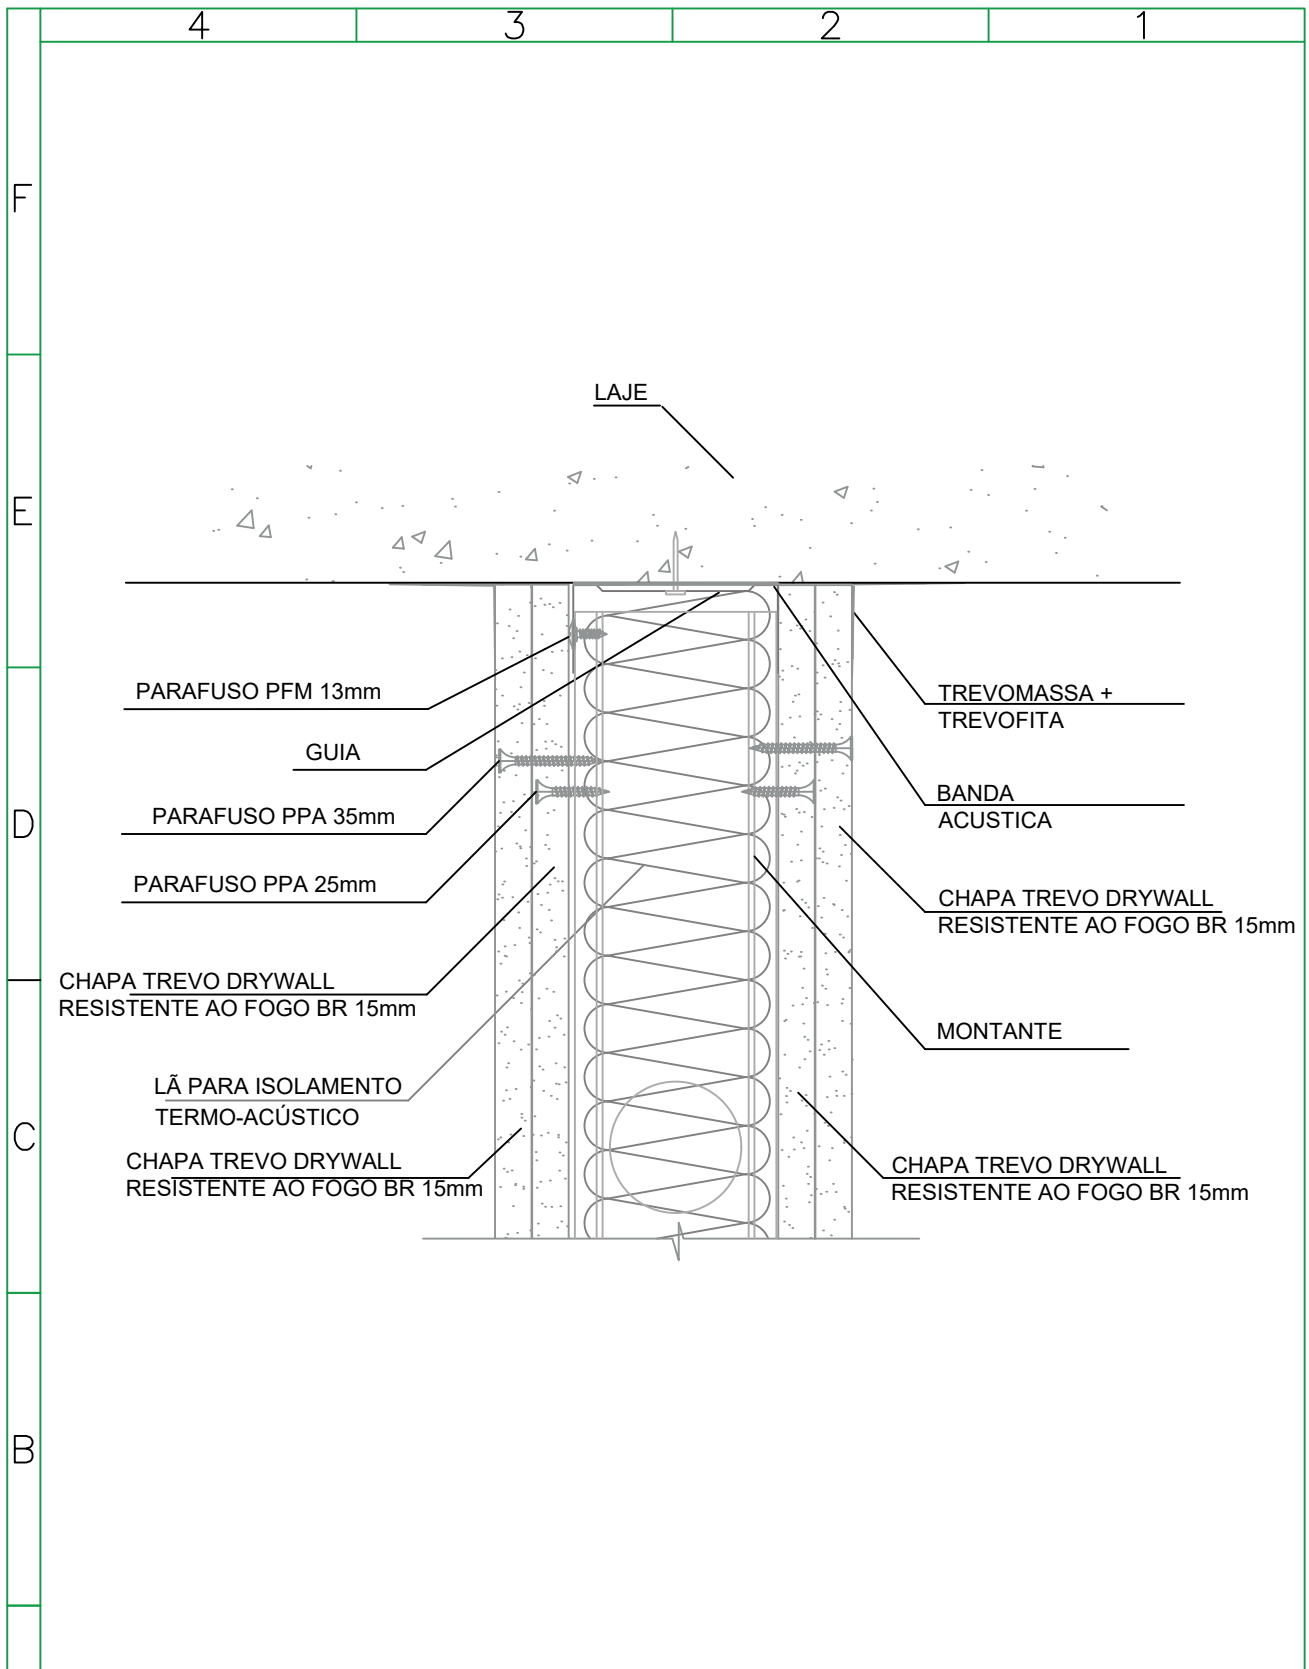 4 3 2 1
F
E
D
C
B
LAJE
PARAFUSO PFM 13mm
GUIA
PARAFUSO PPA 35mm
PARAFUSO PPA 25mm
CHAPA TREVO DRYWALL
RESISTENTE AO FOGO BR 15mm
LÃ PARA ISOLAMENTO
TERMO-ACÚSTICO
CHAPA TREVO DRYWALL
RESISTENTE AO FOGO BR 15mm
TREVOMASSA +
TREVOFITA
BANDA
ACUSTICA
CHAPA TREVO DRYWALL
RESISTENTE AO FOGO BR 15mm
MONTANTE
CHAPA TREVO DRYWALL
RESISTENTE AO FOGO BR 15mm